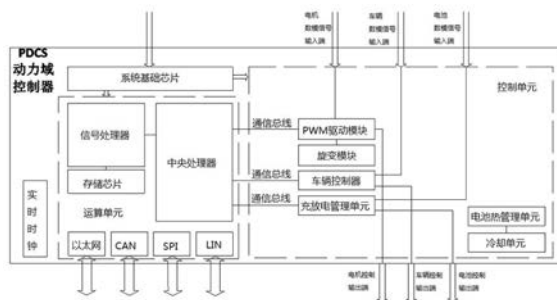 电机
数模信号
输入端
车辆
数模信号
输入端
电池
数模信号
输入端
PDCS
动力域
控制器
系统基础芯片
控制单元
信号处理器
中央处理器
存储芯片
运算单元
实
时
时
钟
以太网
CAN
SPI
LIN
通信总线
PWM驱动模块
旋变模块
通信总线
车辆控制器
通信总线
充放电管理单元
电池热管理单元
冷却单元
电机控制
输出端
车辆控制
输出端
电池控制
输出端